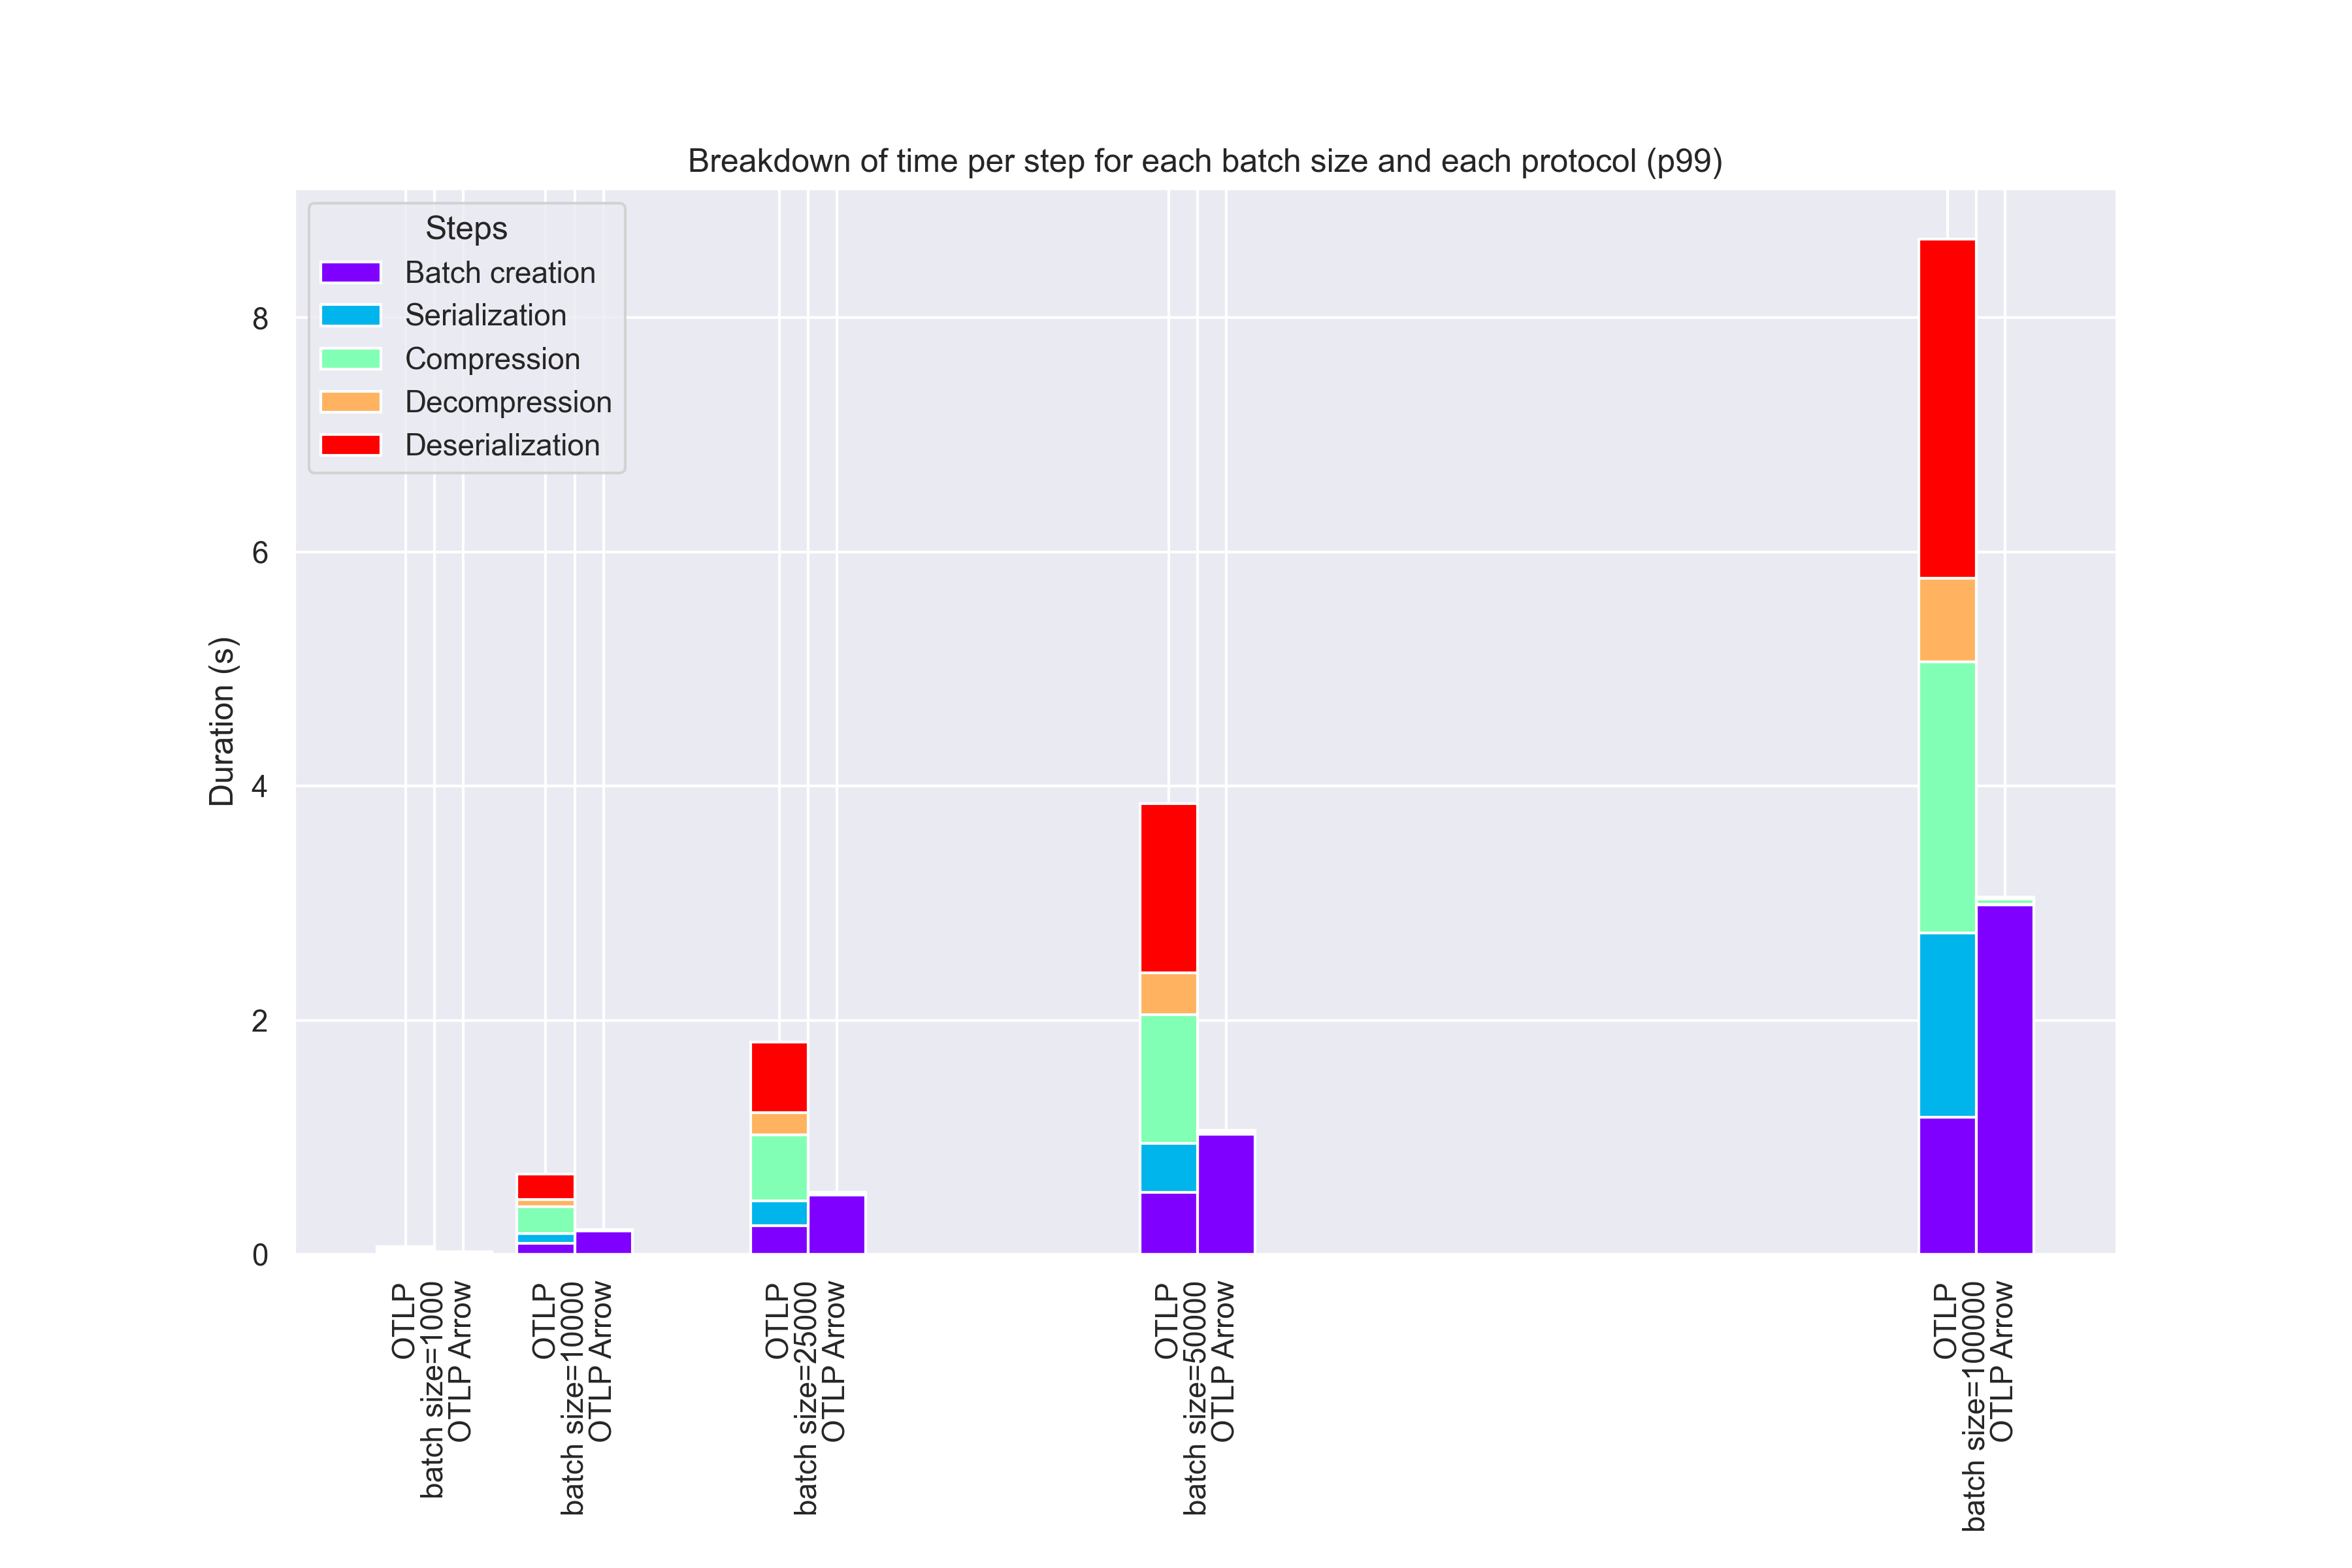 Breakdown of time per step for each batch size and each protocol (p99)
Steps
Batch creation
Serialization
Compression
Decompression
Deserialization
Duration (s)
8
6
4
2
0
OTLP
batch size=1000
OTLP Arrow
OTLP
batch size=10000
OTLP Arrow
OTLP
batch size=25000
OTLP Arrow
OTLP
batch size=50000
OTLP Arrow
OTLP
batch size=100000
OTLP Arrow